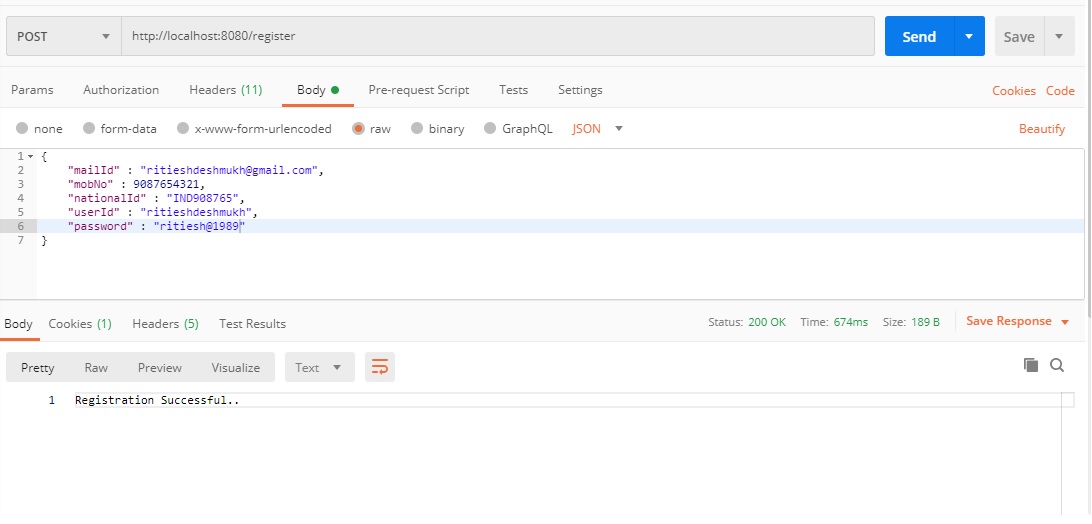 POST http://localhost:8080/register Send Save
Params Authorization Headers (11) Body Pre-request Script Tests Settings Cookies Code
none form-data x-www-form-urlencoded raw binary GraphQL JSON Beautify
1 {
2 "mailId" : "ritieshdeshmukh@gmail.com",
3 "mobNo" : 9087654321,
4 "nationalId" : "IND908765",
5 "userId" : "ritieshdeshmukh",
6 "password" : "ritiesh@1989"
7 }
Body Cookies (1) Headers (5) Test Results Status: 200 OK Time: 674ms Size: 189 B Save Response
Pretty Raw Preview Visualize Text
1 Registration Successful..